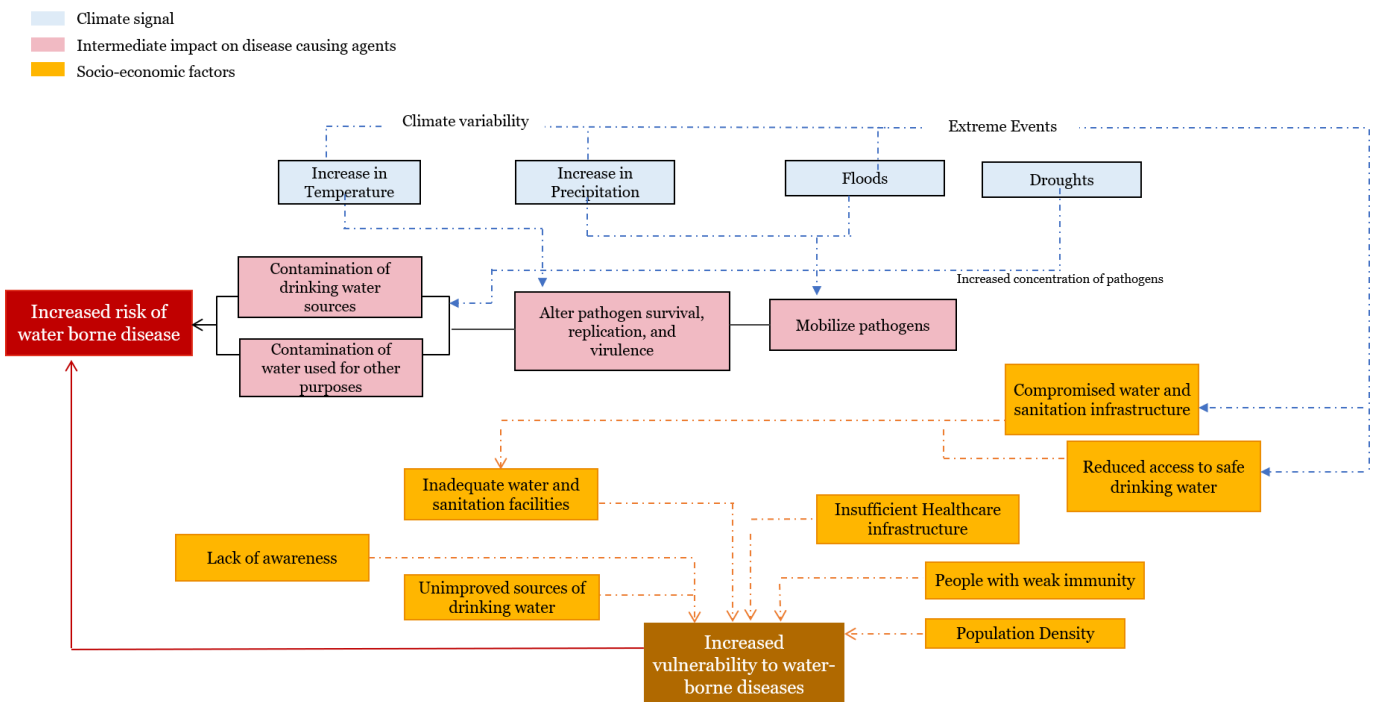 Climate signal
Intermediate impact on disease causing agents
Socio-economic factors
Climate variability
Extreme Events
Increase in
Temperature
Increase in
Precipitation
Floods
Droughts
Contamination of
drinking water
sources
Increased concentration of pathogens
Increased risk of
water borne disease
Alter pathogen survival,
replication, and
virulence
Mobilize pathogens
Contamination of
water used for other
purposes
Compromised water and
sanitation infrastructure
Reduced access to safe
drinking water
Inadequate water and
sanitation facilities
Insufficient Healthcare
infrastructure
Lack of awareness
Unimproved sources of
drinking water
People with weak immunity
Population Density
Increased
vulnerability to water-
borne diseases